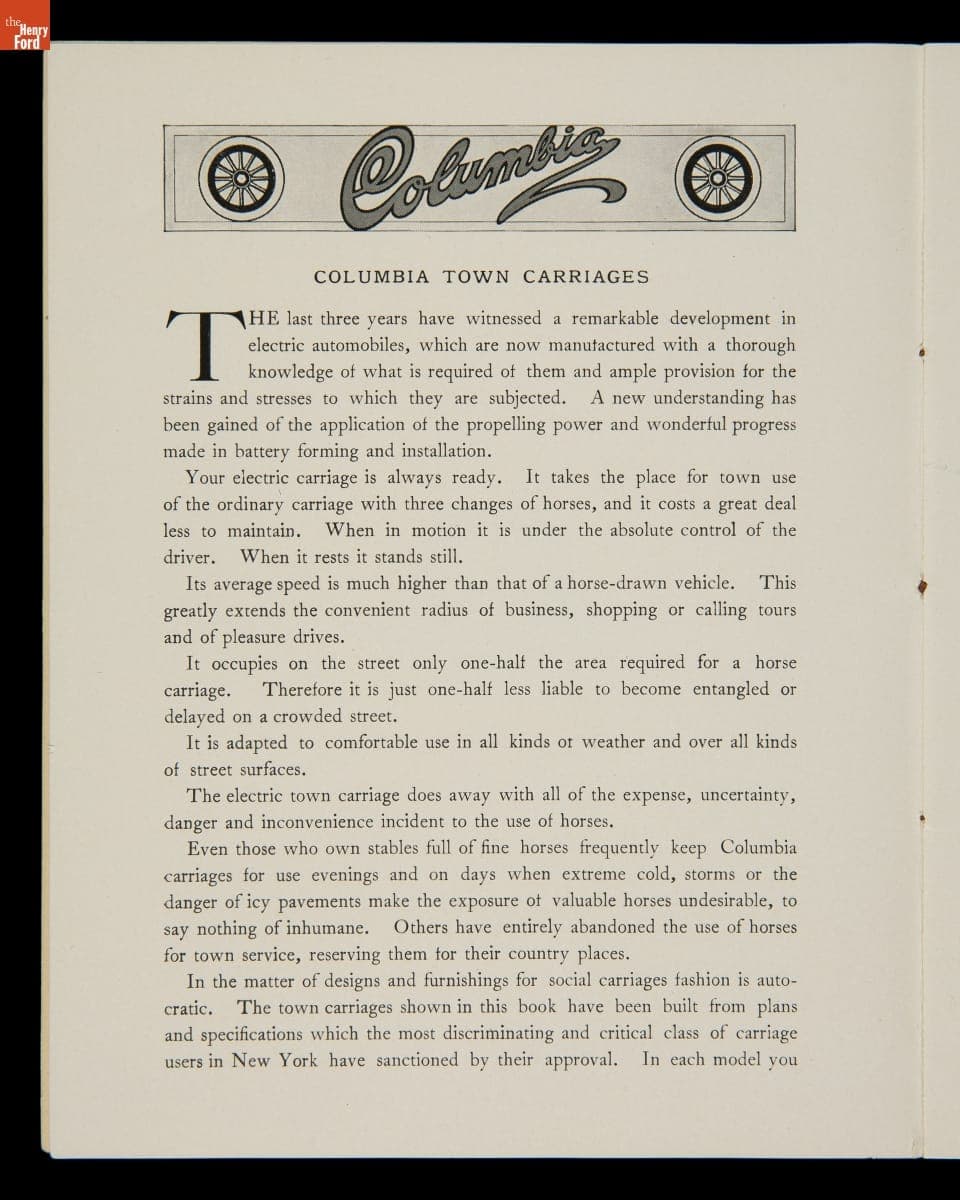 the
Henry
Ford
Columbia
COLUMBIA TOWN CARRIAGES
THE last three years have witnessed a remarkable development in
electric automobiles, which are now manufactured with a thorough
knowledge of what is required of them and ample provision for the
strains and stresses to which they are subjected. A new understanding has
been gained of the application of the propelling power and wonderful progress
made in battery forming and installation.
Your electric carriage is always ready. It takes the place for town use
of the ordinary carriage with three changes of horses, and it costs a great deal
less to maintain. When in motion it is under the absolute control of the
driver. When it rests it stands still.
Its average speed is much higher than that of a horse-drawn vehicle. This
greatly extends the convenient radius of business, shopping or calling tours
and of pleasure drives.
It occupies on the street only one-half the area required for a horse
carriage. Therefore it is just one-half less liable to become entangled or
delayed on a crowded street.
It is adapted to comfortable use in all kinds of weather and over all kinds
of street surfaces.
The electric town carriage does away with all of the expense, uncertainty,
danger and inconvenience incident to the use of horses.
Even those who own stables full of fine horses frequently keep Columbia
carriages for use evenings and on days when extreme cold, storms or the
danger of icy pavements make the exposure of valuable horses undesirable, to
say nothing of inhumane. Others have entirely abandoned the use of horses
for town service, reserving them for their country places.
In the matter of designs and furnishings for social carriages fashion is auto-
cratic. The town carriages shown in this book have been built from plans
and specifications which the most discriminating and critical class of carriage
users in New York have sanctioned by their approval. In each model you